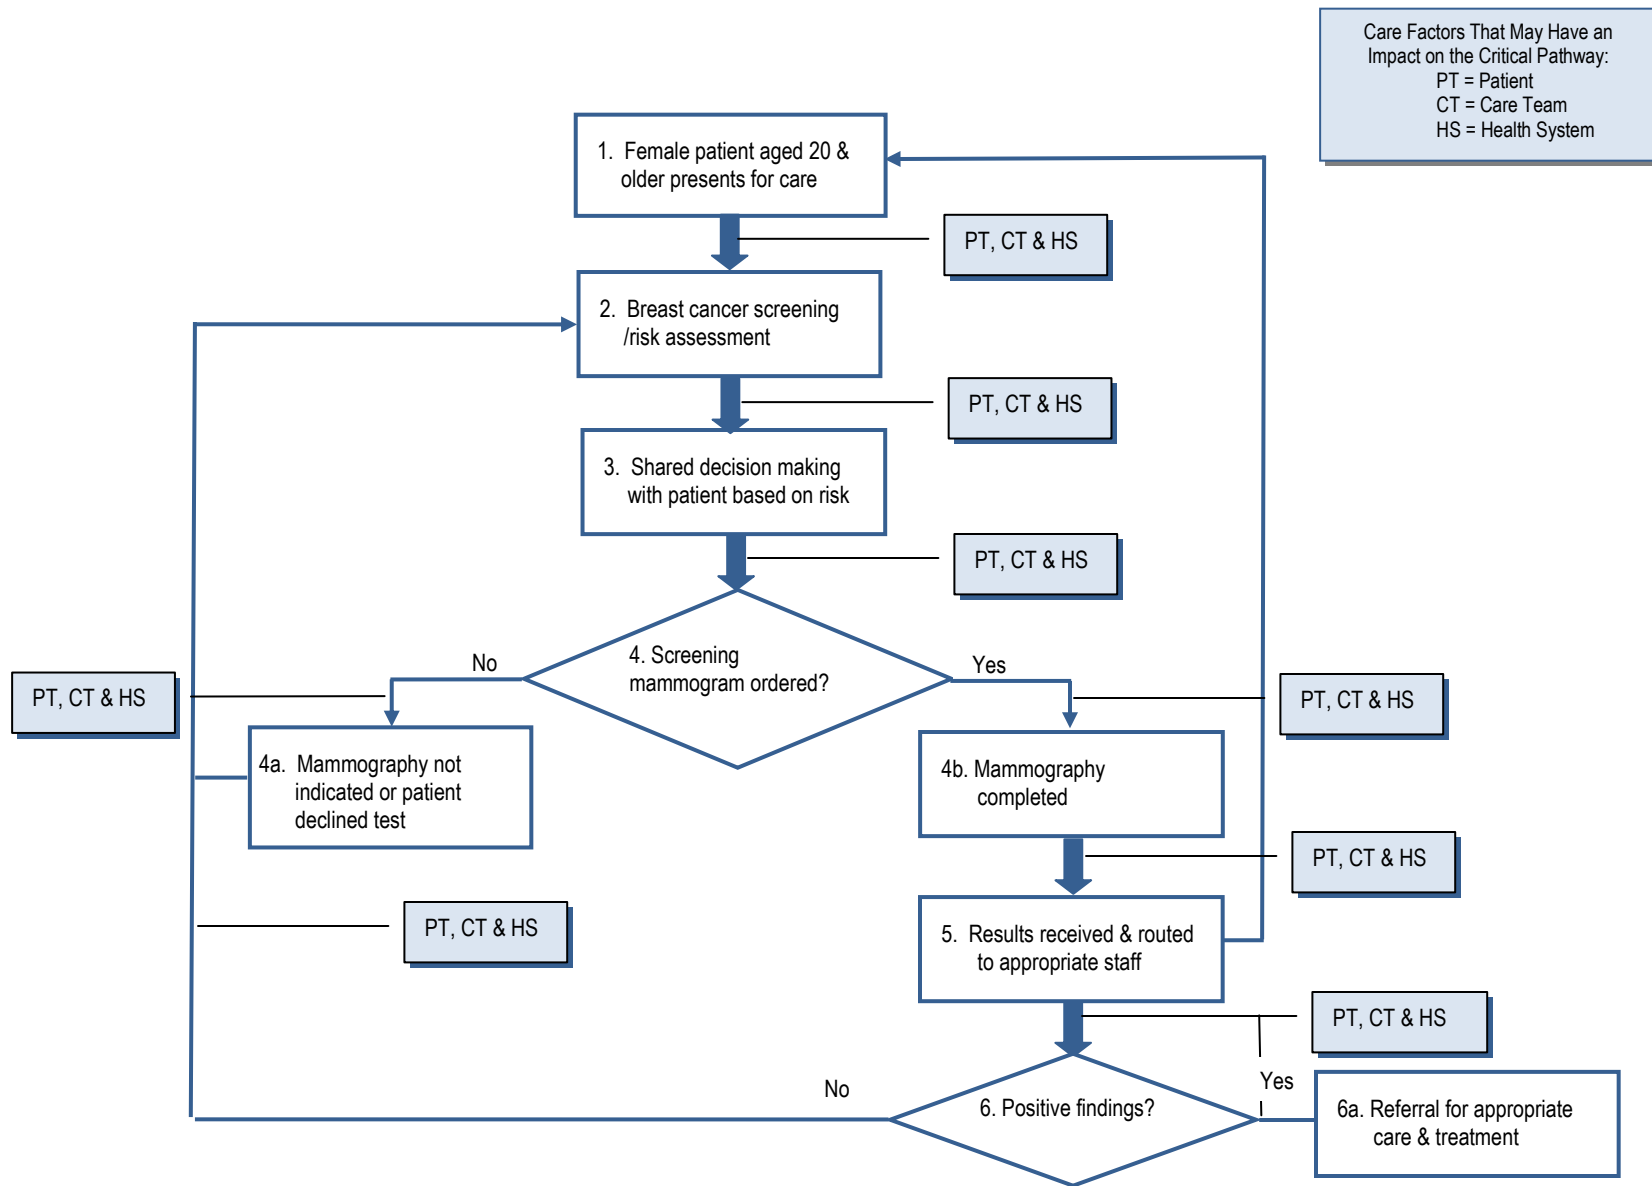 Care Factors That May Have an
Impact on the Critical Pathway:
PT = Patient
CT = Care Team
HS = Health System
1. Female patient aged 20 &
older presents for care
PT, CT & HS
2. Breast cancer screening
/risk assessment
PT, CT & HS
3. Shared decision making
with patient based on risk
PT, CT & HS
4. Screening
mammogram ordered?
No
Yes
PT, CT & HS
PT, CT & HS
4a. Mammography not
indicated or patient
declined test
4b. Mammography
completed
PT, CT & HS
PT, CT & HS
5. Results received & routed
to appropriate staff
PT, CT & HS
6. Positive findings?
No
Yes
6a. Referral for appropriate
care & treatment